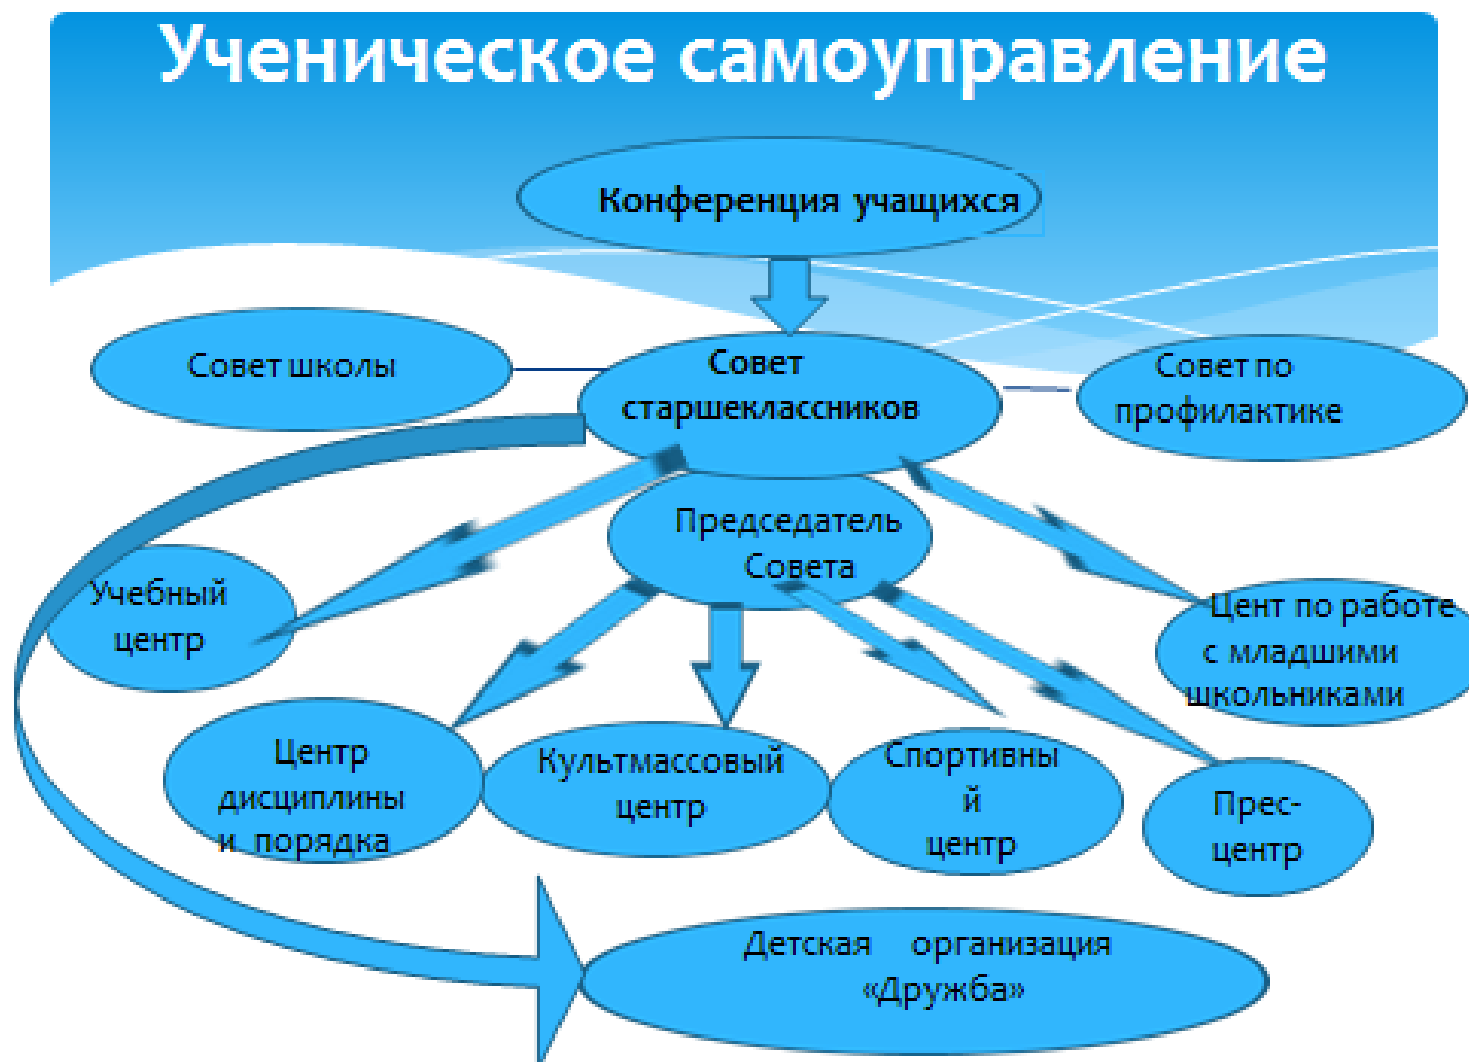 Ученическое самоуправление
Конференция учащихся
Совет школы
Совет
старшеклассников
Совет по
профилактике
Председатель
Совета
Учебный
центр
Цент по работе
с младшими
школьниками
Центр
дисциплины
и порядка
Культмассовый
центр
Спортивны
й
центр
Прес-
центр
Детская организация
«Дружба»